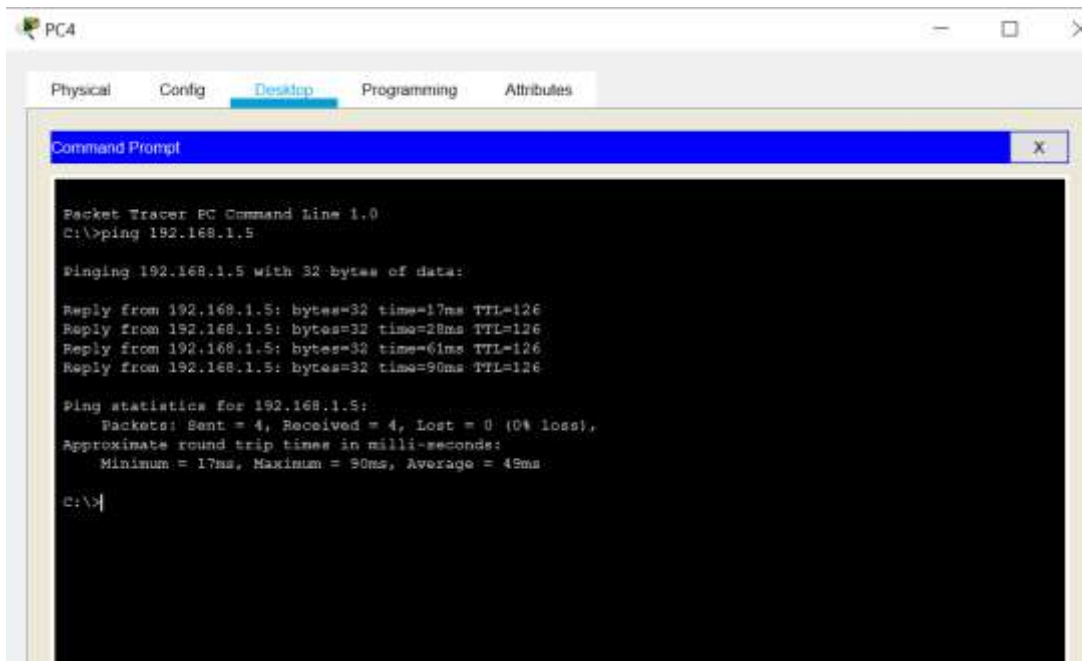 PC4
Physical Config Desktop Programming Attributes
Command Prompt X
Packet Tracer PC Command Line 1.0
C:\>ping 192.168.1.5
Pinging 192.168.1.5 with 32 bytes of data:
Reply from 192.168.1.5: bytes=32 time=17ms TTL=126
Reply from 192.168.1.5: bytes=32 time=28ms TTL=126
Reply from 192.168.1.5: bytes=32 time=61ms TTL=126
Reply from 192.168.1.5: bytes=32 time=90ms TTL=126
Ping statistics for 192.168.1.5:
Packets: Sent = 4, Received = 4, Lost = 0 (0% loss),
Approximate round trip times in milli-seconds:
Minimum = 17ms, Maximum = 90ms, Average = 49ms
C:\>